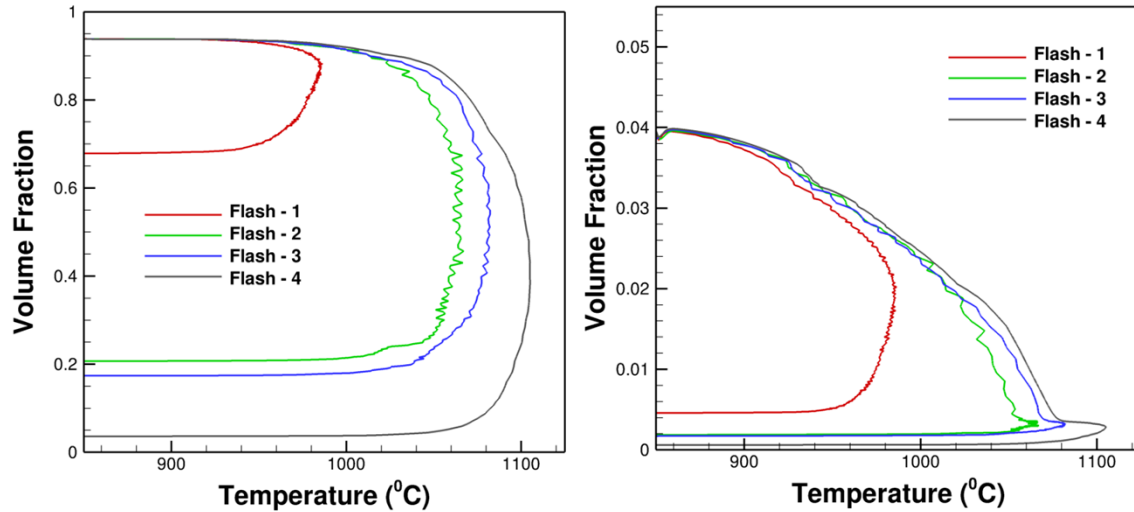 1
0.8
0.6
0.4
0.2
0
Volume Fraction
Flash - 1
Flash - 2
Flash - 3
Flash - 4
900
1000
1100
Temperature (⁰C)
0.05
0.04
0.03
0.02
0.01
0
Volume Fraction
Flash - 1
Flash - 2
Flash - 3
Flash - 4
900
1000
1100
Temperature (⁰C)